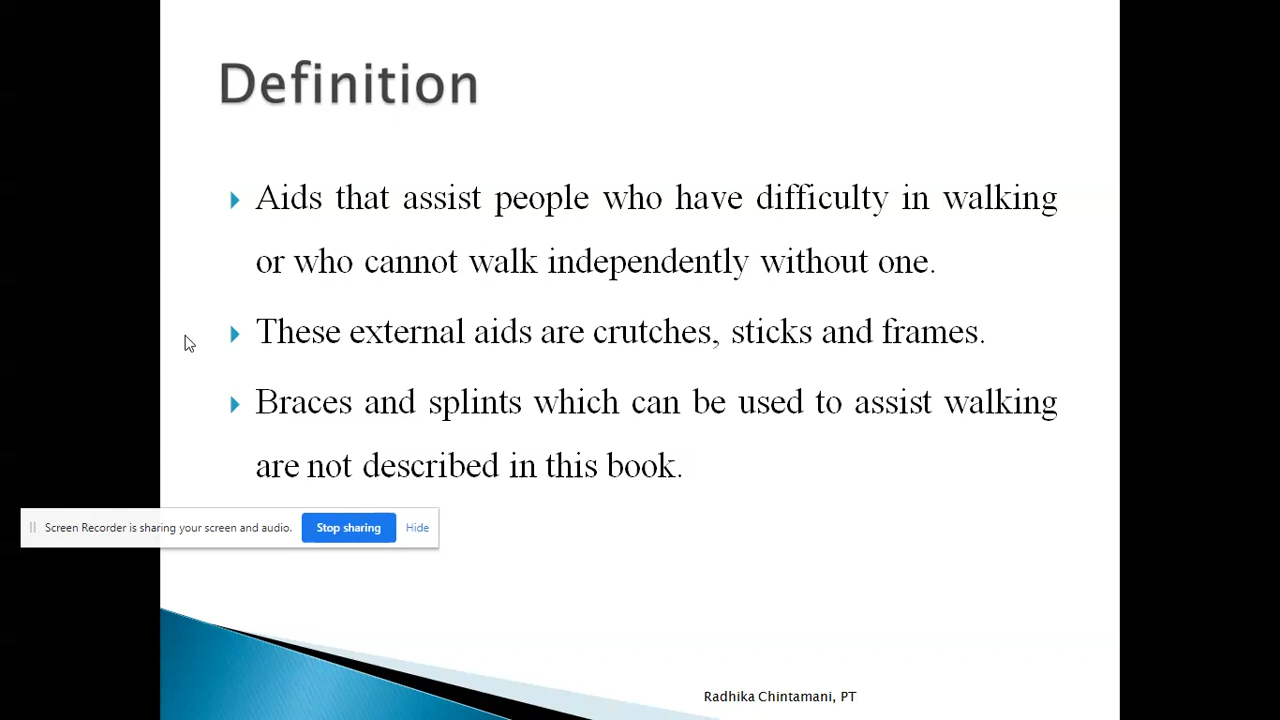 Definition
Aids that assist people who have difficulty in walking
or who cannot walk independently without one.
These external aids are crutches, sticks and frames.
Braces and splints which can be used to assist walking
are not described in this book.
Screen Recorder is sharing your screen and audio. Stop sharing Hide
Radhika Chintamani, PT